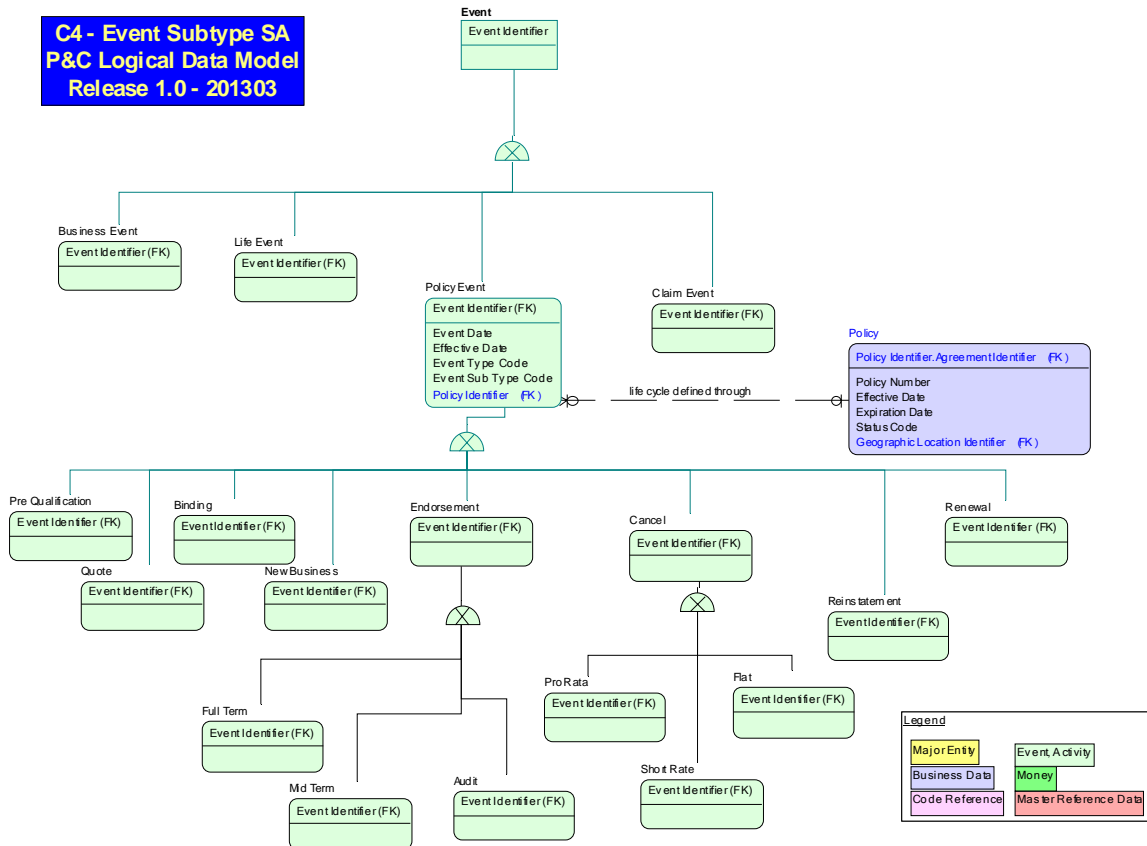 C4 - Event Subtype SA
P&C Logical Data Model
Release 1.0 - 201303
Event
Event Identifier
Business Event
Event Identifier (FK)
Life Event
Event Identifier (FK)
Policy Event
Event Identifier (FK)
Event Date
Effective Date
Event Type Code
Event Sub Type Code
Policy Identifier (FK)
Claim Event
Event Identifier (FK)
life cycle defined through
Policy
Policy Identifier.Agreement Identifier (FK)
Policy Number
Effective Date
Expiration Date
Status Code
Geographic Location Identifier (FK)
Pre Qualification
Event Identifier (FK)
Quote
Event Identifier (FK)
Binding
Event Identifier (FK)
New Business
Event Identifier (FK)
Endorsement
Event Identifier (FK)
Cancel
Event Identifier (FK)
Reinstatement
Event Identifier (FK)
Renewal
Event Identifier (FK)
Full Term
Event Identifier (FK)
Mid Term
Event Identifier (FK)
Audit
Event Identifier (FK)
Pro Rata
Event Identifier (FK)
Short Rate
Event Identifier (FK)
Flat
Event Identifier (FK)
Legend
Major Entity
Event, Activity
Business Data
Money
Code Reference
Master Reference Data